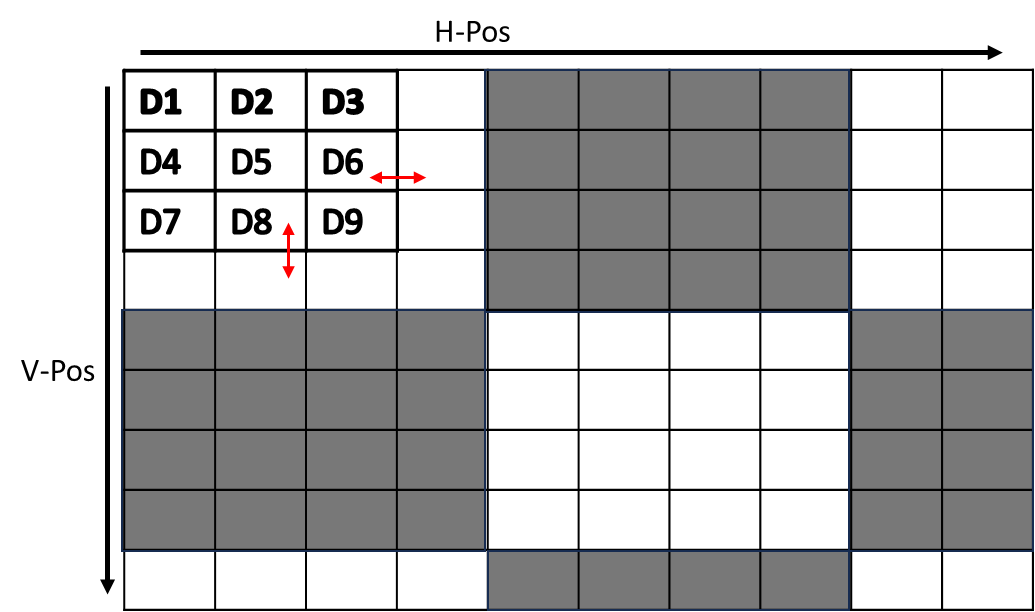 H-Pos
D1 D2 D3
D4 D5 D6
D7 D8 D9
V-Pos